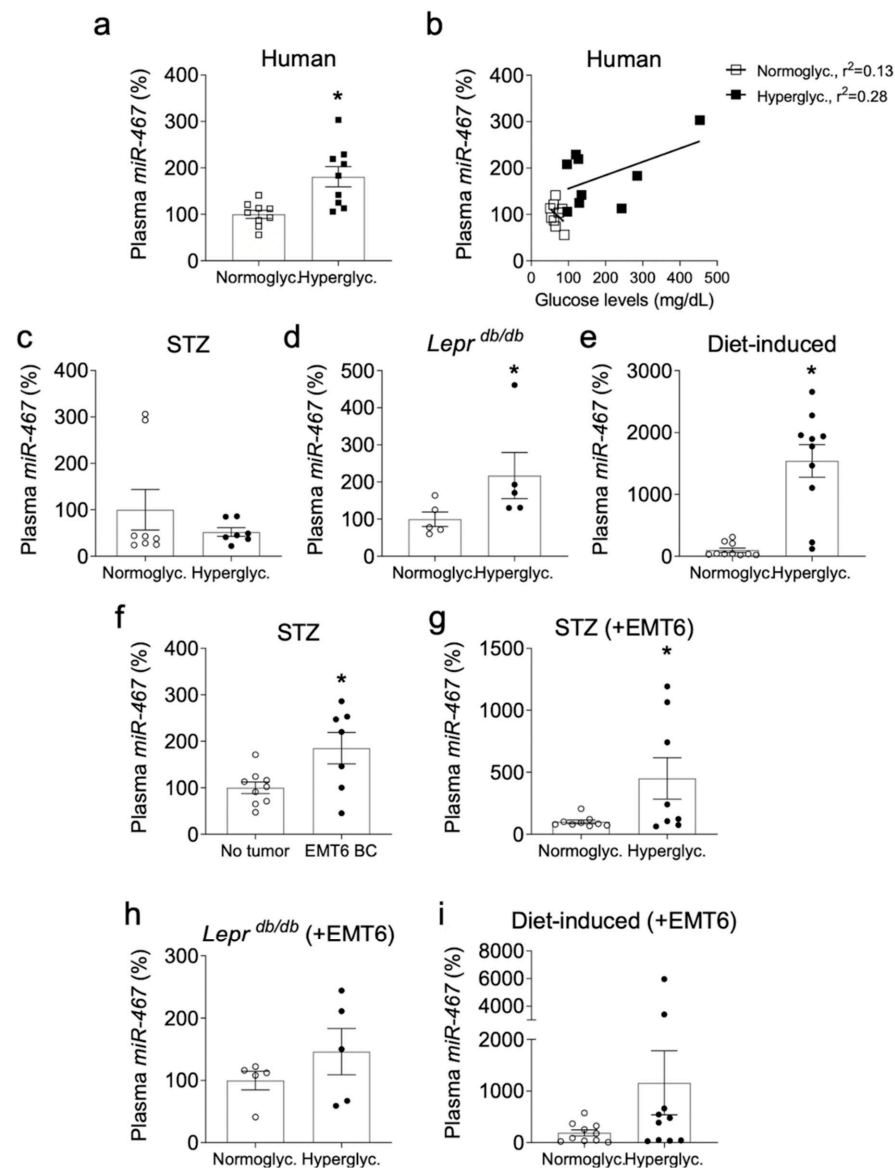 a
Human
Plasma miR-467 (%)
400
300
200
100
0
*
Normoglyc. Hyperglyc.
b
Human
Plasma miR-467 (%)
400
300
200
100
0
0 100 200 300 400 500
Glucose levels (mg/dL)
Normoglyc., r²=0.13
Hyperglyc., r²=0.28
c
STZ
Plasma miR-467 (%)
400
300
200
100
0
Normoglyc. Hyperglyc.
d
Lepr db/db
Plasma miR-467 (%)
500
400
300
200
100
0
*
Normoglyc. Hyperglyc.
e
Diet-induced
Plasma miR-467 (%)
3000
2000
1000
0
*
Normoglyc. Hyperglyc.
f
STZ
Plasma miR-467 (%)
400
300
200
100
0
*
No tumor EMT6 BC
g
STZ (+EMT6)
Plasma miR-467 (%)
1500
1000
500
0
*
Normoglyc. Hyperglyc.
h
Lepr db/db (+EMT6)
Plasma miR-467 (%)
300
200
100
0
Normoglyc. Hyperglyc.
i
Diet-induced (+EMT6)
Plasma miR-467 (%)
8000
6000
4000
2000
1000
0
Normoglyc. Hyperglyc.